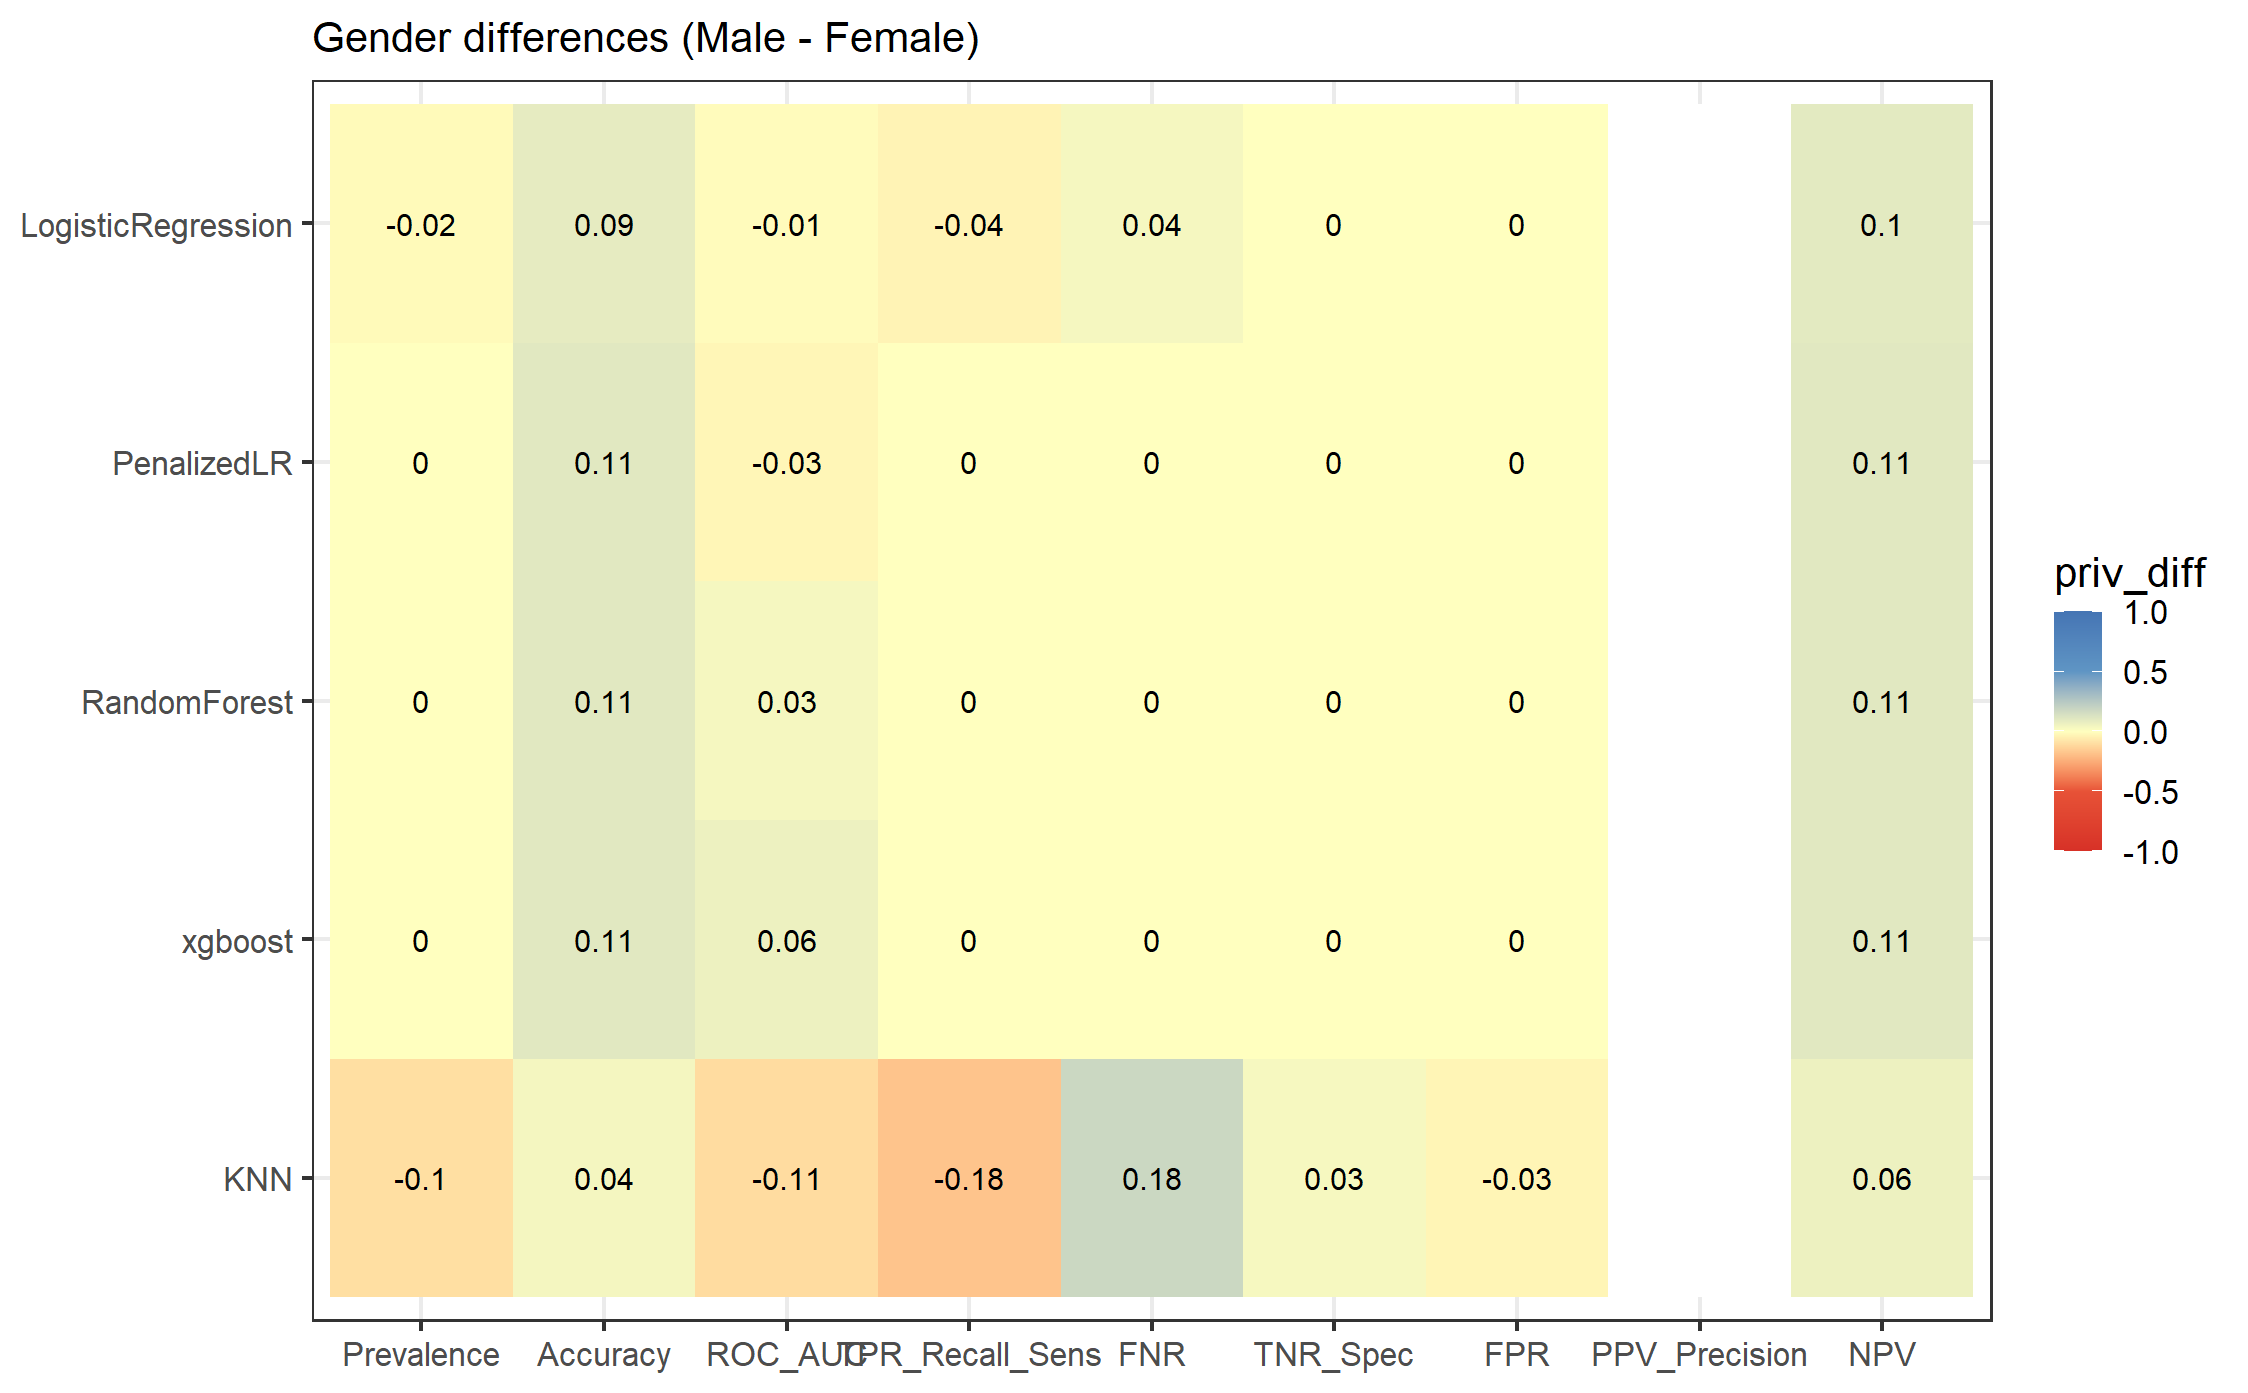 Gender differences (Male - Female)
LogisticRegression -0.02 0.09 -0.01 -0.04 0.04 0 0 0.1
PenalizedLR 0 0.11 -0.03 0 0 0 0 0.11
RandomForest 0 0.11 0.03 0 0 0 0 0.11
xgboost 0 0.11 0.06 0 0 0 0 0.11
KNN -0.1 0.04 -0.11 -0.18 0.18 0.03 -0.03 0.06
Prevalence Accuracy ROC_AUC TPR_Recall_Sens FNR TNR_Spec FPR PPV_Precision NPV
priv_diff
1.0
0.5
0.0
-0.5
-1.0